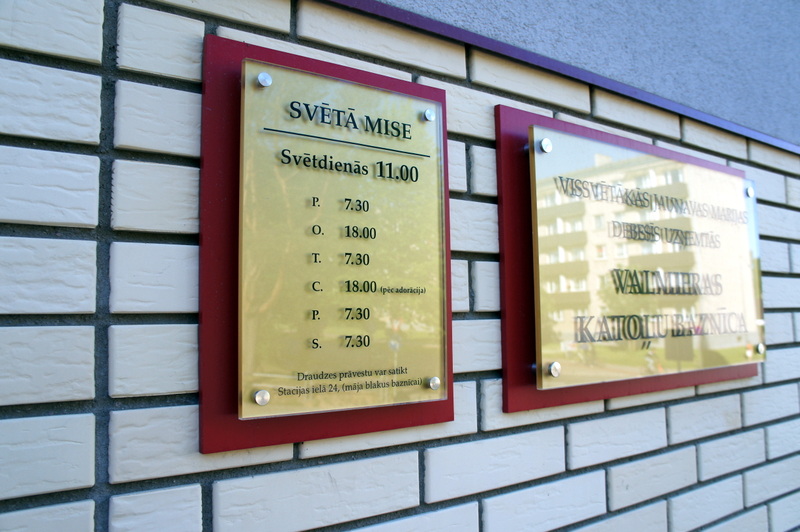 SVĒTĀ MISE
Svētdienās 11.00
P. 7.30
O. 18.00
T. 7.30
C. 18.00 (pēc adorācija)
P. 7.30
S. 7.30
Draudzes prāvestu var satikt
Stacijas ielā 24, (māja blakus baznīcai)
VISSVĒTĀKĀS JAUNAVAS MARIJAS
DEBESĪS UZŅEMTĀS
VALMIERAS
KATOĻU BAZNĪCA